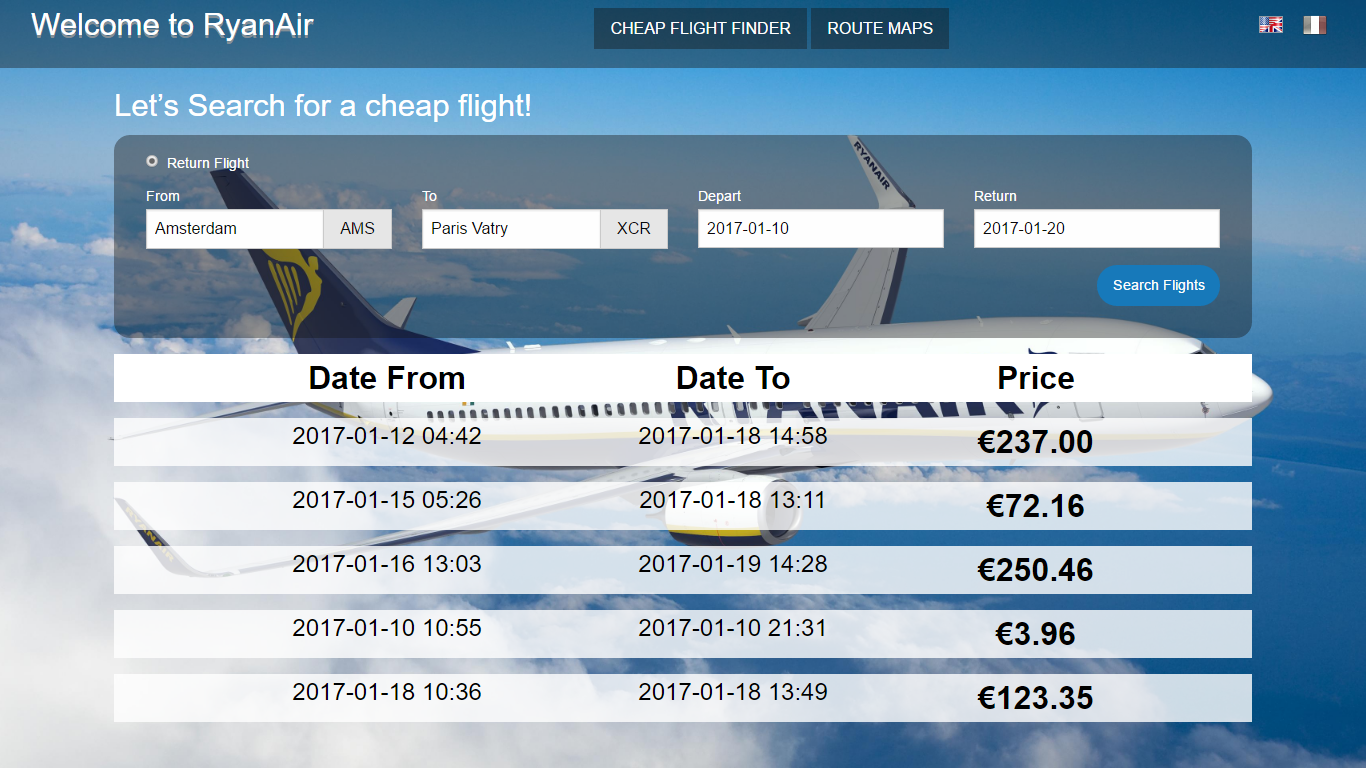 Welcome to RyanAir
CHEAP FLIGHT FINDER
ROUTE MAPS
Let’s Search for a cheap flight!
Return Flight
From
To
Depart
Return
Amsterdam AMS
Paris Vatry XCR
2017-01-10
2017-01-20
Search Flights
RYANAIR
Date From Date To Price
RYANAIR
2017-01-12 04:42 2017-01-18 14:58 €237.00
2017-01-15 05:26 2017-01-18 13:11 €72.16
RYANAIR
2017-01-16 13:03 2017-01-19 14:28 €250.46
2017-01-10 10:55 2017-01-10 21:31 €3.96
2017-01-18 10:36 2017-01-18 13:49 €123.35